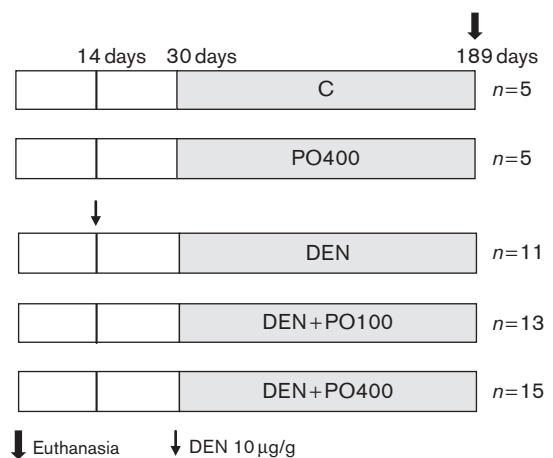 14 days 30 days 189 days
C n=5
PO400 n=5
DEN n=11
DEN+PO100 n=13
DEN+PO400 n=15
Euthanasia DEN 10 μg/g